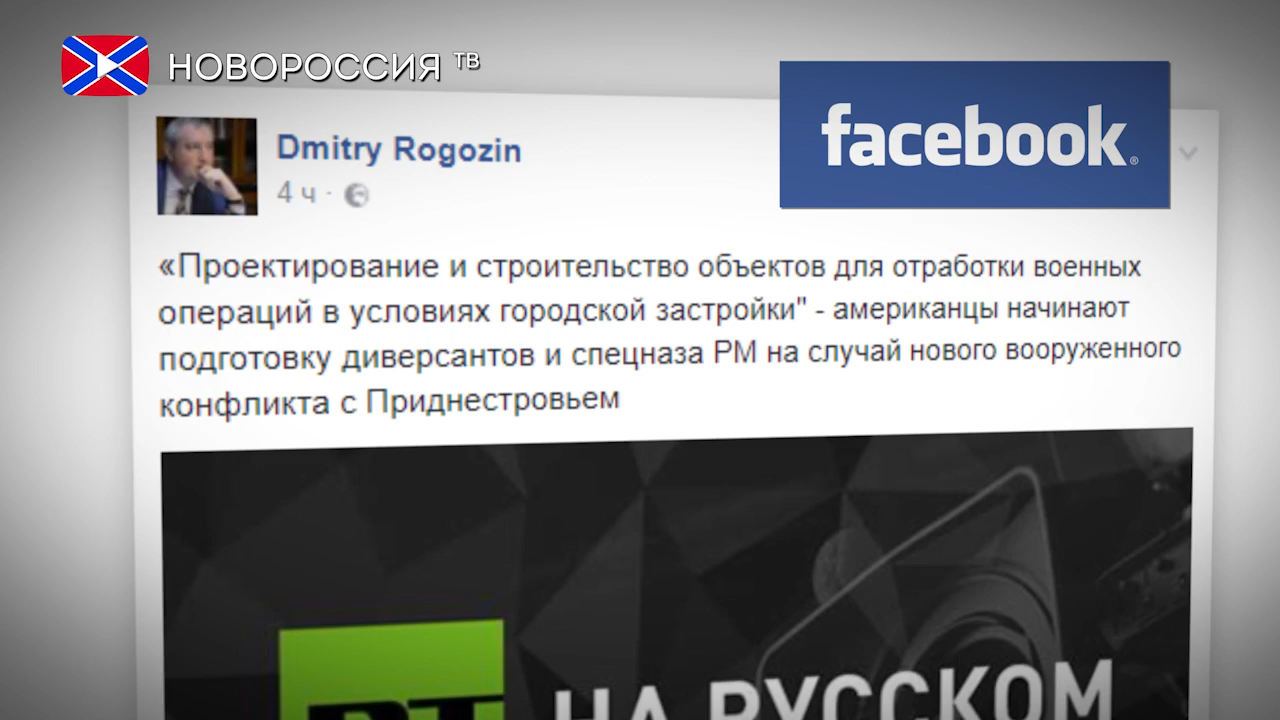 НОВОРОССИЯ ТВ
facebook®
Dmitry Rogozin
4 ч ·
«Проектирование и строительство объектов для отработки военных
операций в условиях городской застройки" - американцы начинают
подготовку диверсантов и спецназа РМ на случай нового вооруженного
конфликта с Приднестровьем
RT НА РУССКОМ